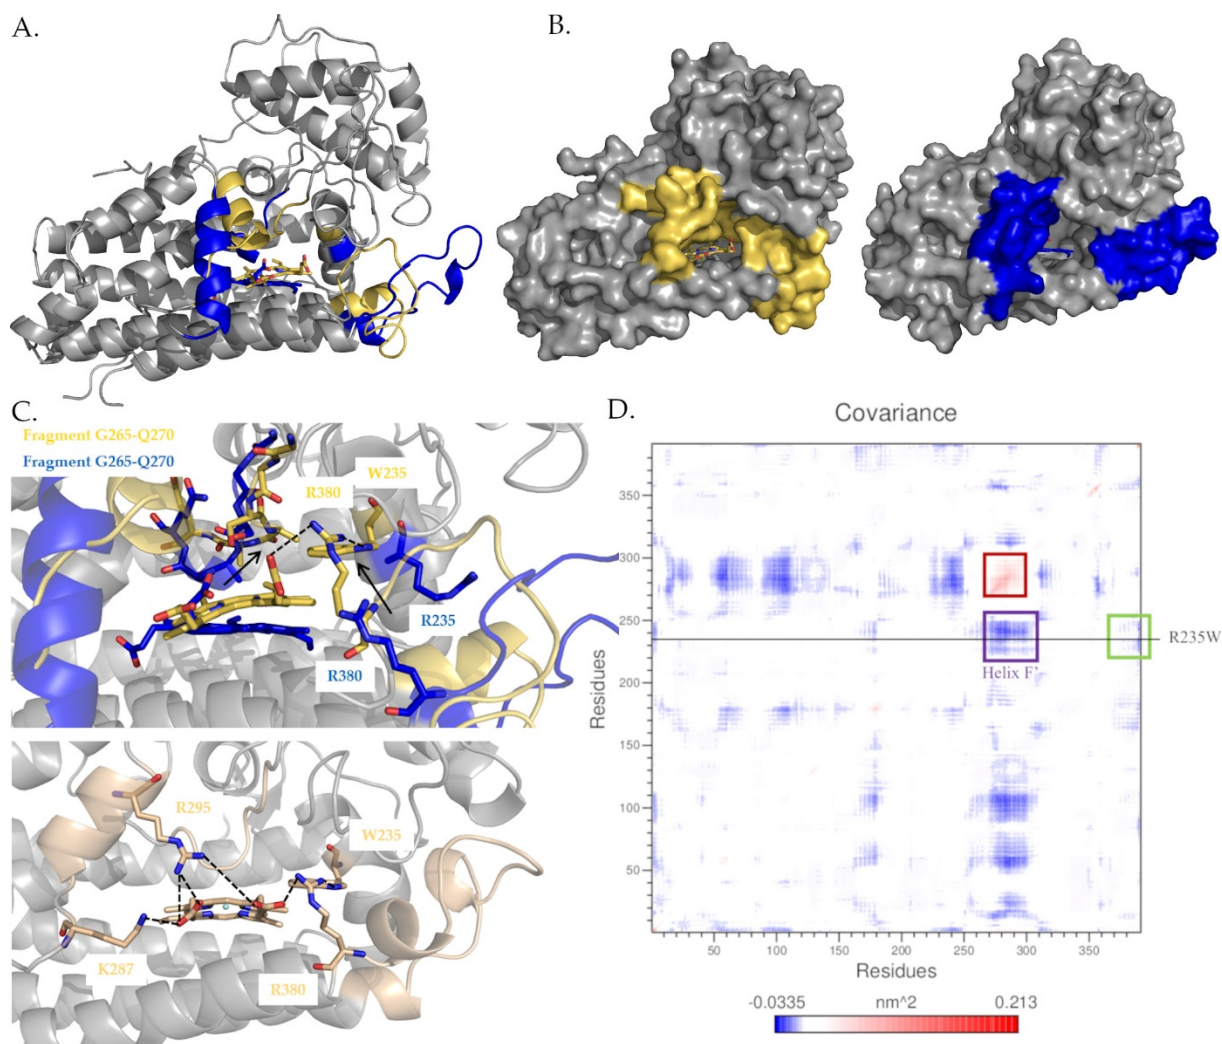 A.
B.
C.
Fragment G265-Q270
Fragment G265-Q270
W235
R380
R235
R380
R295
W235
K287
R380
D.
Covariance
350
300
250
200
150
100
50
Residues
R235W
Helix F'
50 100 150 200 250 300 350
Residues
-0.0335 nm^2 0.213